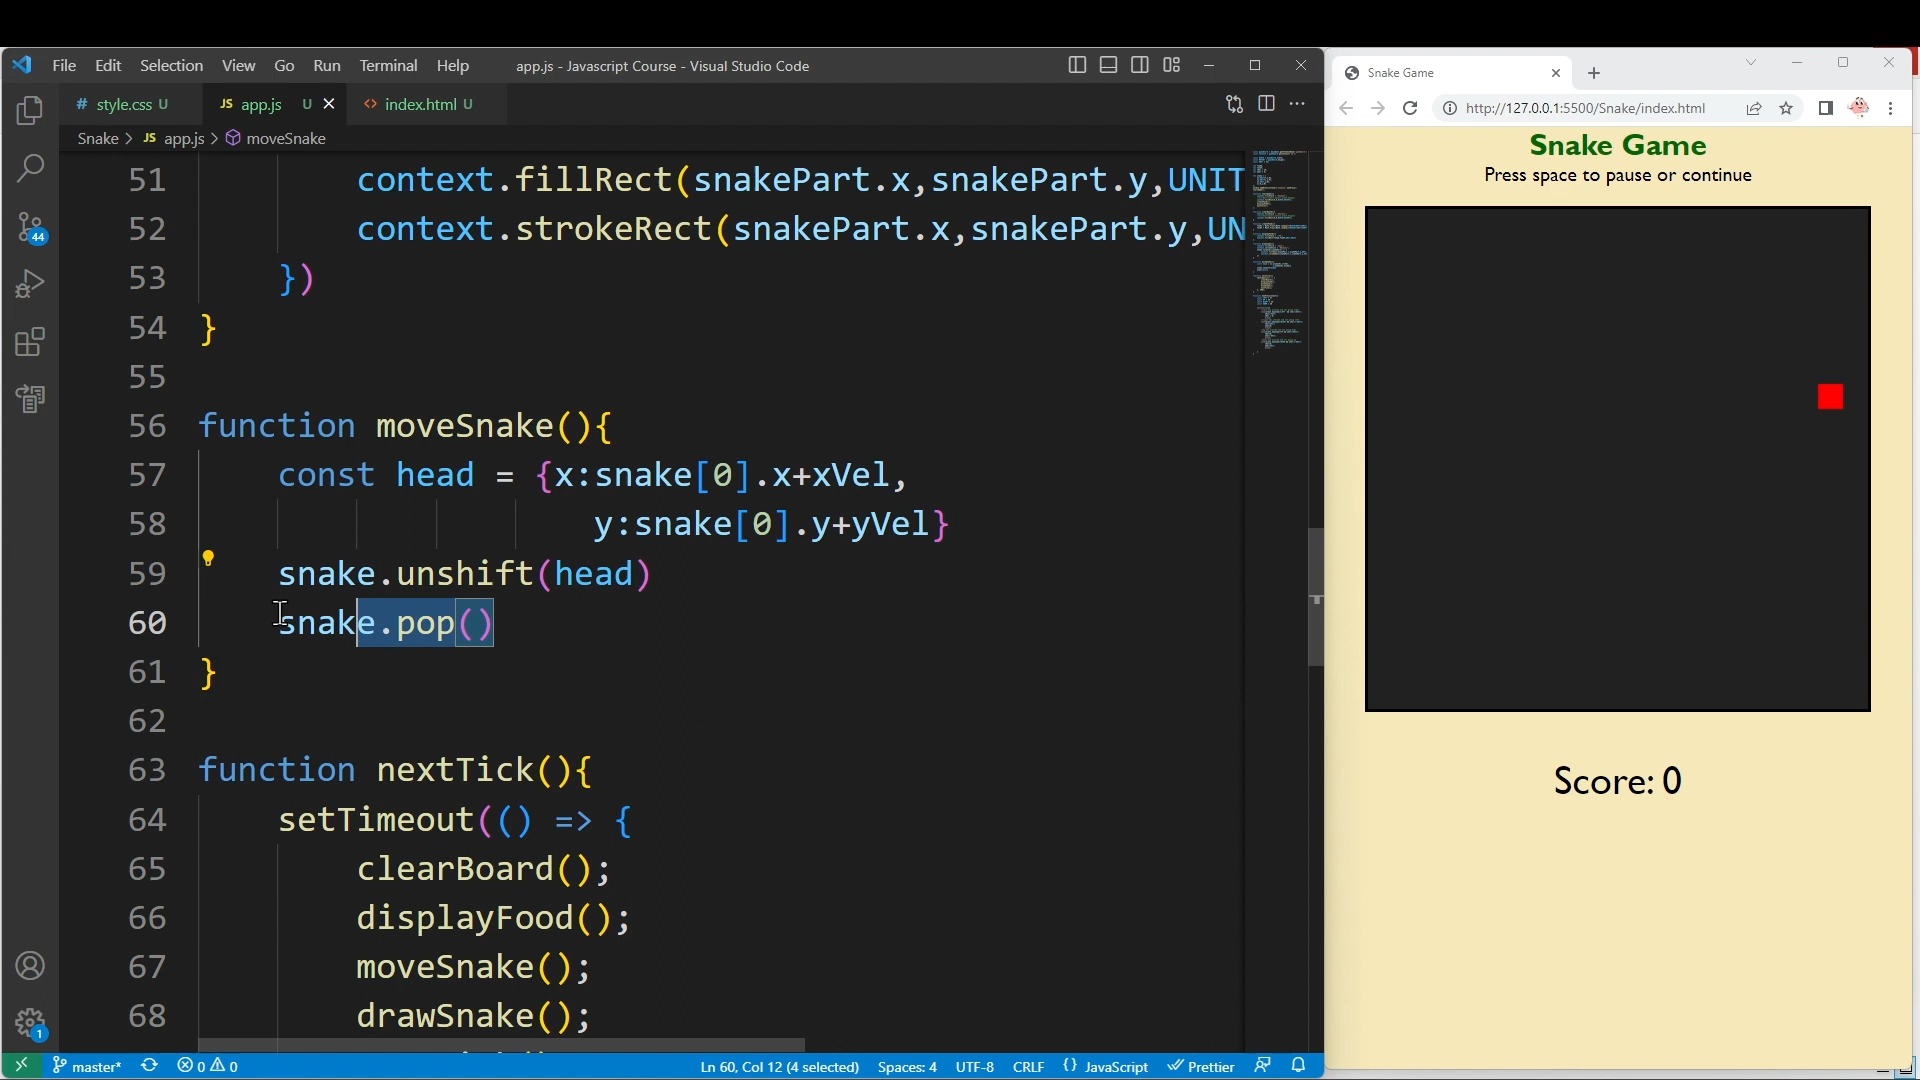 File Edit Selection View Go Run Terminal Help
app.js - Javascript Course - Visual Studio Code
# style.css U
JS app.js U
<> index.html U
Snake > JS app.js > moveSnake
51 context.fillRect(snakePart.x,snakePart.y,UNIT
52 context.strokeRect(snakePart.x,snakePart.y,UN
53 })
54 }
55
56 function moveSnake(){
57 const head = {x:snake[0].x+xVel,
58 y:snake[0].y+yVel}
59 snake.unshift(head)
60 snake.pop()
61 }
62
63 function nextTick(){
64 setTimeout(() => {
65 clearBoard();
66 displayFood();
67 moveSnake();
68 drawSnake();
44
1
master* 0 0 Ln 60, Col 12 (4 selected) Spaces: 4 UTF-8 CRLF {} JavaScript Prettier
Snake Game
http://127.0.0.1:5500/Snake/index.html
Snake Game
Press space to pause or continue
Score: 0